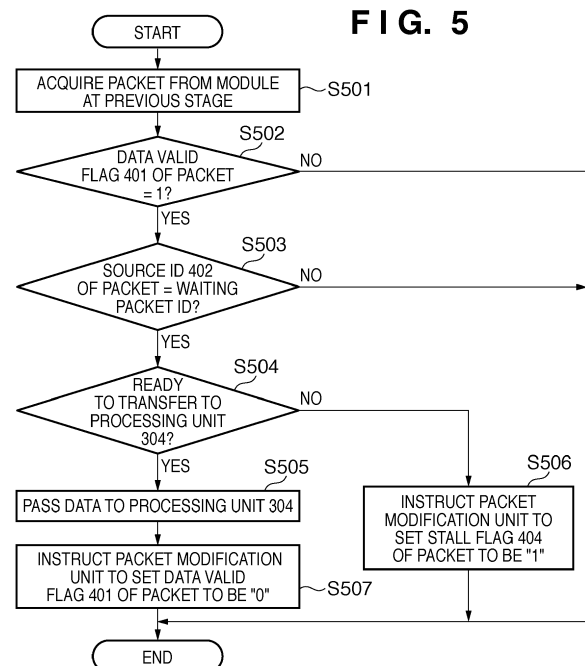 FIG. 5
START
ACQUIRE PACKET FROM MODULE
AT PREVIOUS STAGE
S501
S502
DATA VALID
FLAG 401 OF PACKET
= 1?
NO
YES
S503
SOURCE ID 402
OF PACKET = WAITING
PACKET ID?
NO
YES
S504
READY
TO TRANSFER TO
PROCESSING UNIT
304?
NO
YES
S505
PASS DATA TO PROCESSING UNIT 304
S506
INSTRUCT PACKET
MODIFICATION UNIT TO
SET STALL FLAG 404
OF PACKET TO BE "1"
INSTRUCT PACKET MODIFICATION
UNIT TO SET DATA VALID
FLAG 401 OF PACKET TO BE "0"
S507
END